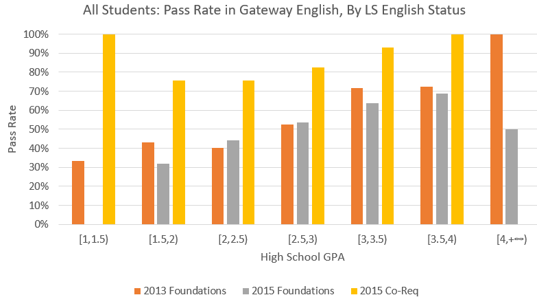 All Students: Pass Rate in Gateway English, By LS English Status
100%
90%
80%
70%
60%
50%
40%
30%
20%
10%
0%
Pass Rate
[1,1.5) [1.5,2) [2,2.5) [2.5,3) [3,3.5) [3.5,4) [4,+∞)
High School GPA
2013 Foundations 2015 Foundations 2015 Co-Req